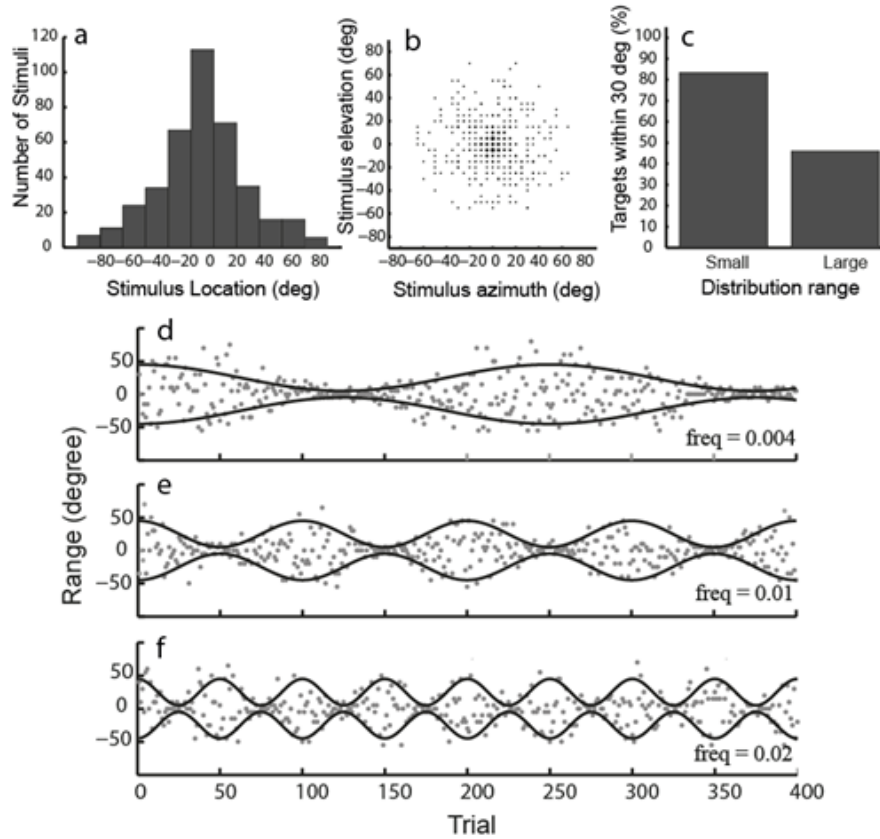 a
Number of Stimuli
120
100
80
60
40
20
0
−80 −60 −40 −20 0 20 40 60 80
Stimulus Location (deg)
b
Stimulus elevation (deg)
80
60
40
20
0
−20
−40
−60
−80
−80 −60 −40 −20 0 20 40 60 80
Stimulus azimuth (deg)
c
Targets within 30 deg (%)
100
90
80
70
60
50
40
30
20
10
0
Small Large
Distribution range
Range (degree)
d
50
0
−50
freq = 0.004
e
50
0
−50
freq = 0.01
f
50
0
−50
freq = 0.02
0 50 100 150 200 250 300 350 400
Trial